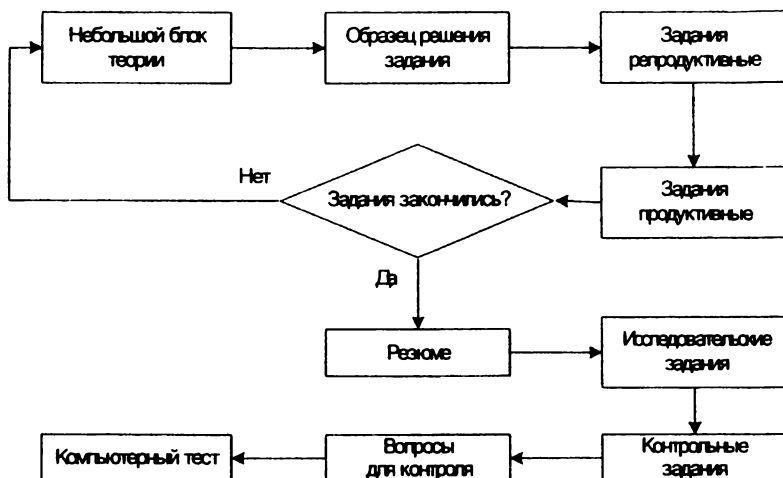 Небольшой блок
теории
Образец решения
задания
Задания
репродуктивные
Нет
Задания закончились?
Задания
продуктивные
Да
Резюме
Исследовательские
задания
Компьютерный тест
Вопросы
для контроля
Контрольные
задания